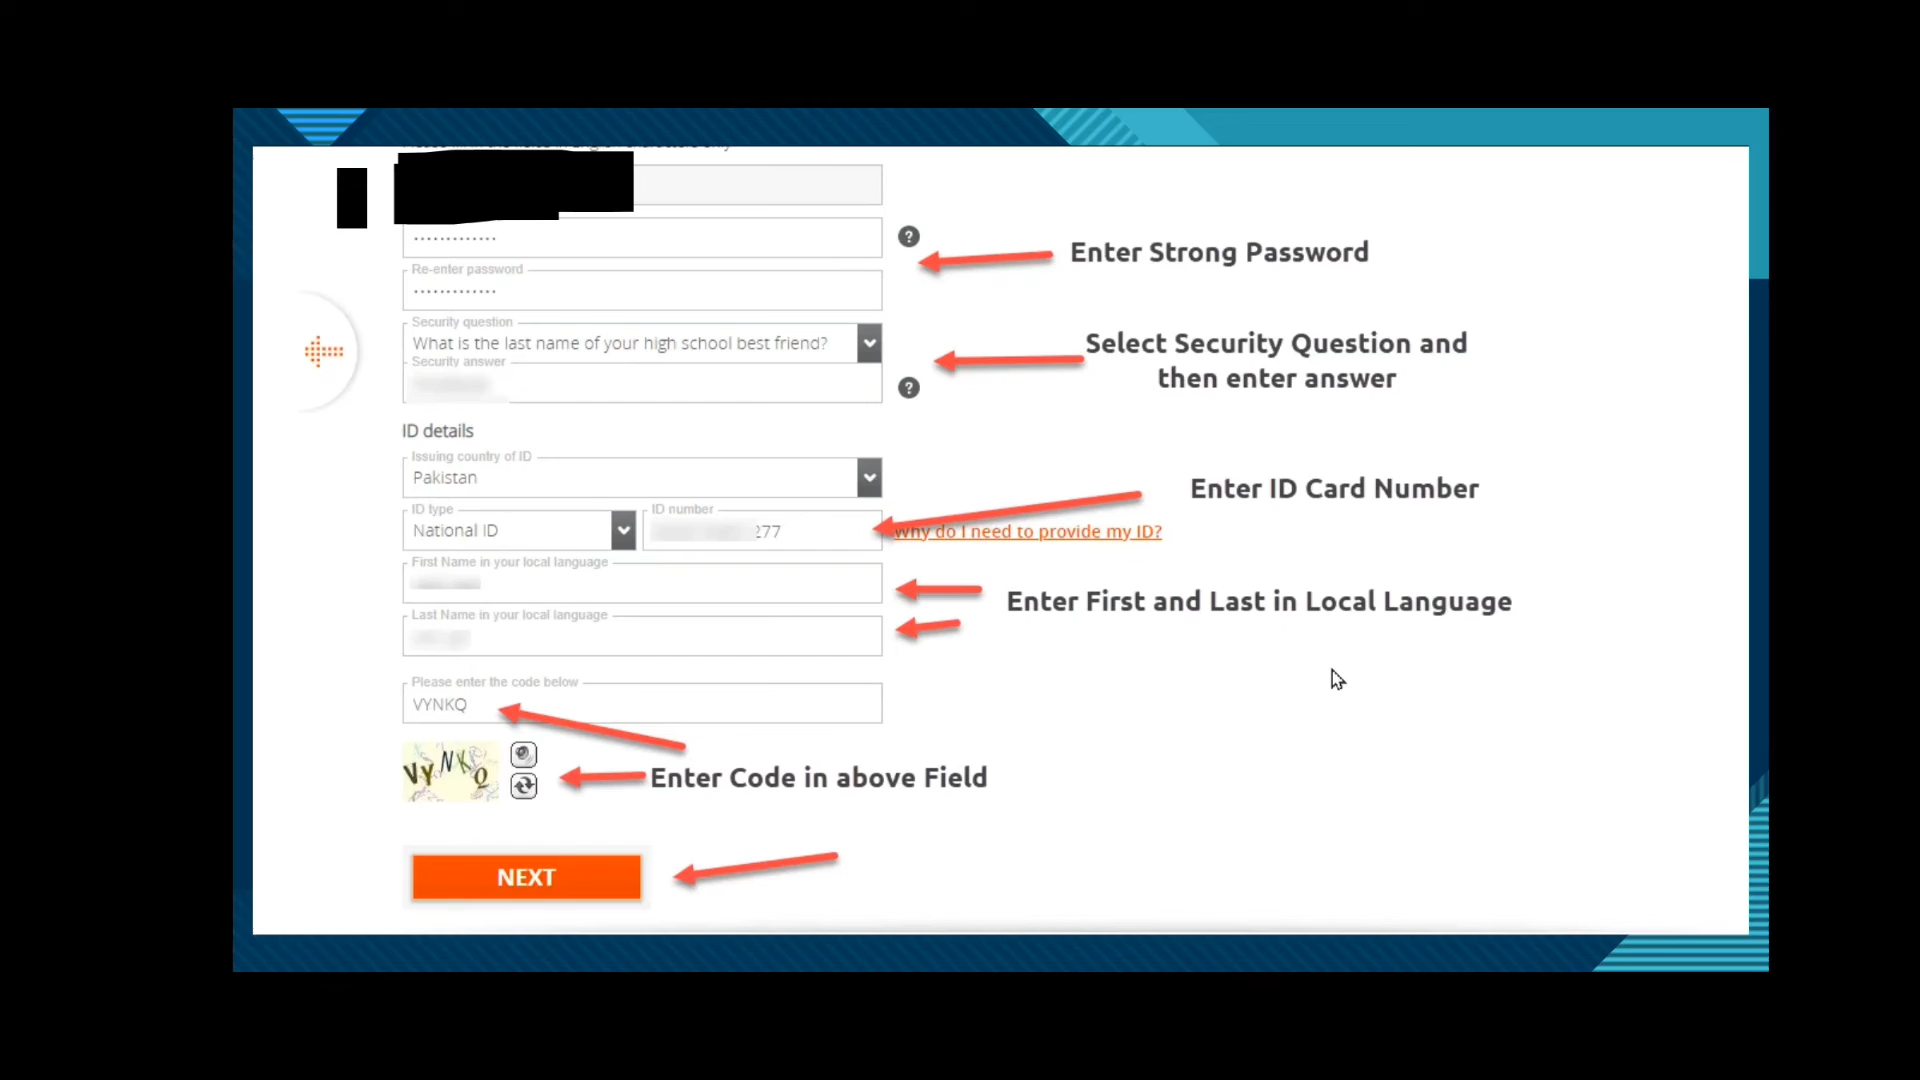 .............
Enter Strong Password
Re-enter password
.............
Security question
What is the last name of your high school best friend?
Select Security Question and
then enter answer
Security answer
ID details
Issuing country of ID
Pakistan
Enter ID Card Number
ID type
National ID
ID number
277
Why do I need to provide my ID?
First Name in your local language
Enter First and Last in Local Language
Last Name in your local language
Please enter the code below
VYNKQ
VYNKQ
Enter Code in above Field
NEXT